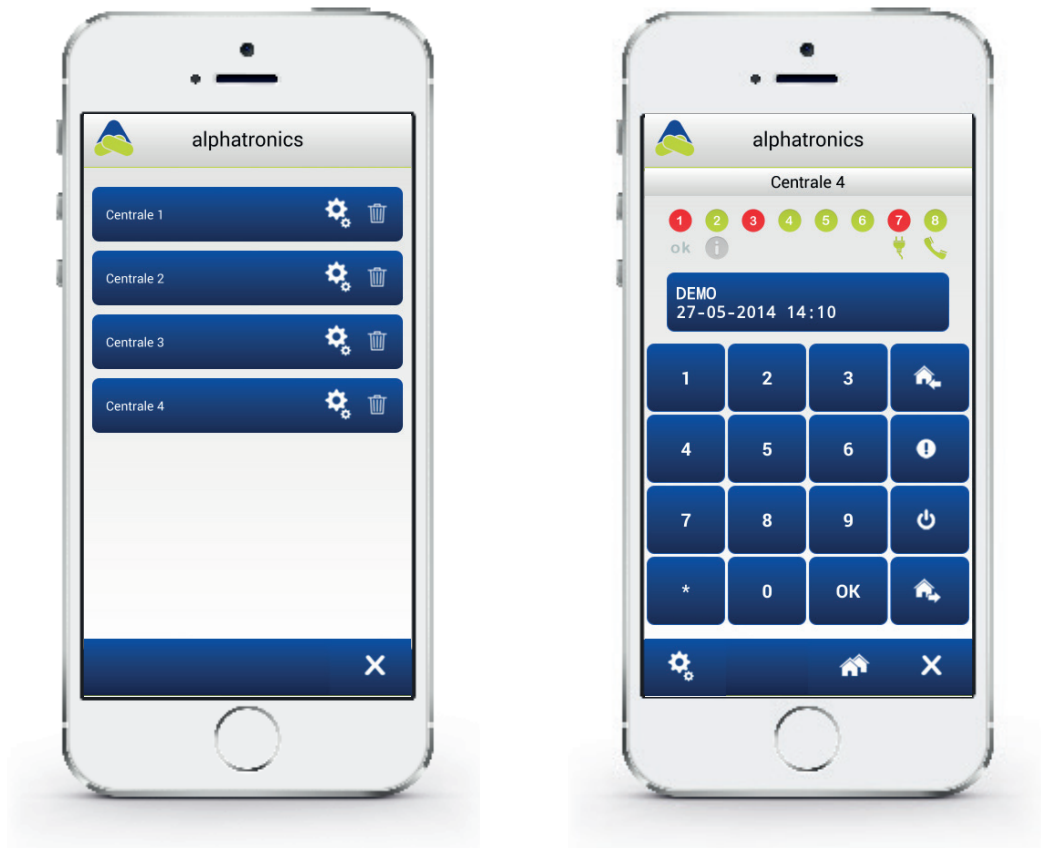 alphatronics
Centrale 1
Centrale 2
Centrale 3
Centrale 4
alphatronics
Centrale 4
1 2 3 4 5 6 7 8
ok i
DEMO
27-05-2014 14:10
1 2 3
4 5 6 !
7 8 9
* 0 OK